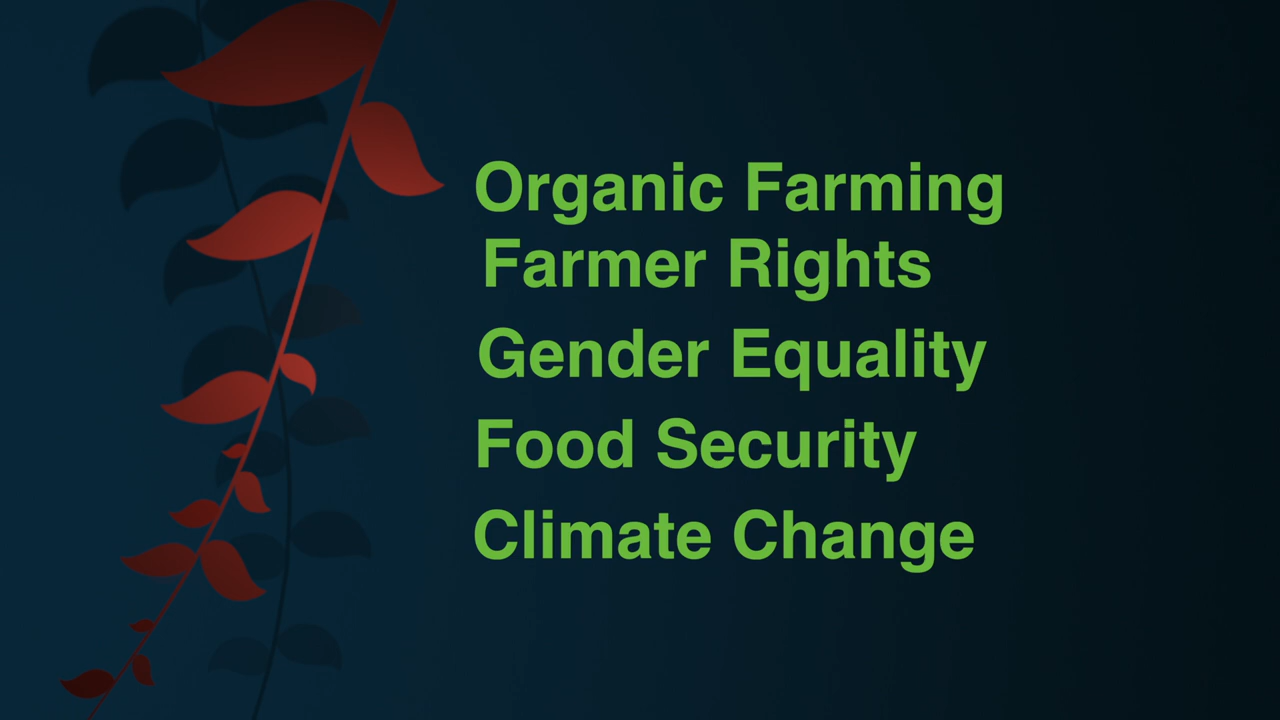 Organic Farming
Farmer Rights
Gender Equality
Food Security
Climate Change